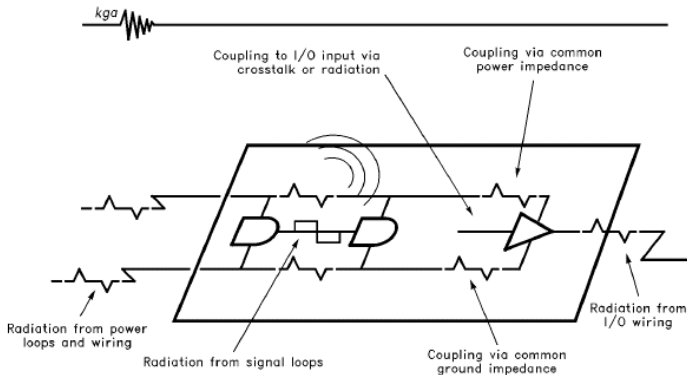 kga
Coupling to I/O input via
crosstalk or radiation
Coupling via common
power impedance
Radiation from power
loops and wiring
Radiation from signal loops
Coupling via common
ground impedance
Radiation from
I/O wiring